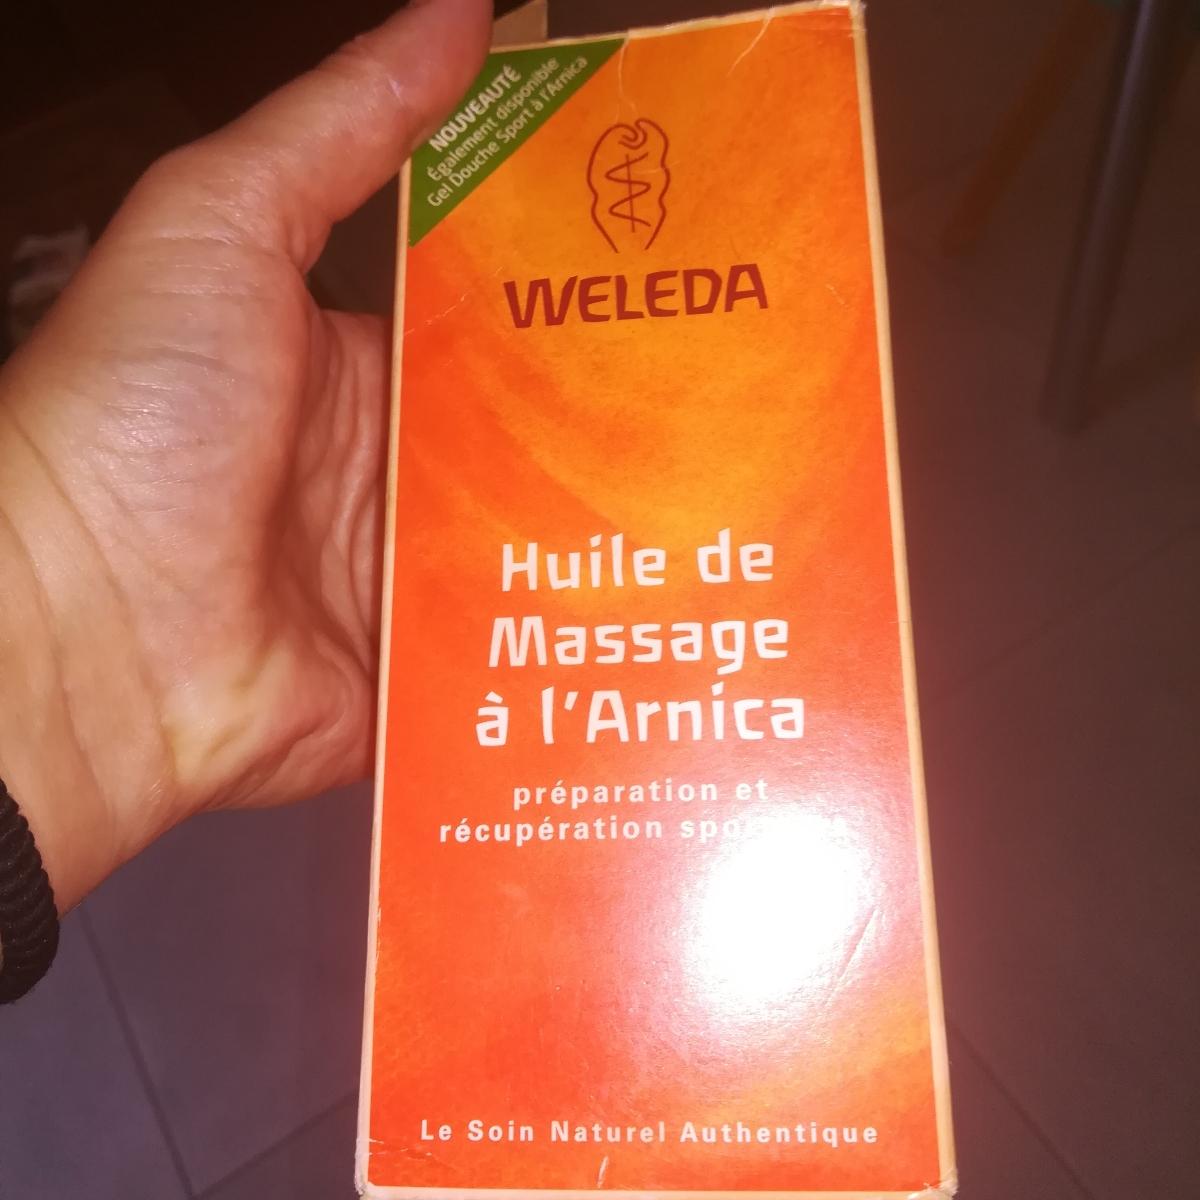 NOUVEAUTÉ
Également disponible
Gel Douche Sport à l'Arnica
WELEDA
Huile de
Massage
à l'Arnica
préparation et
récupération
Le Soin Naturel Authentique